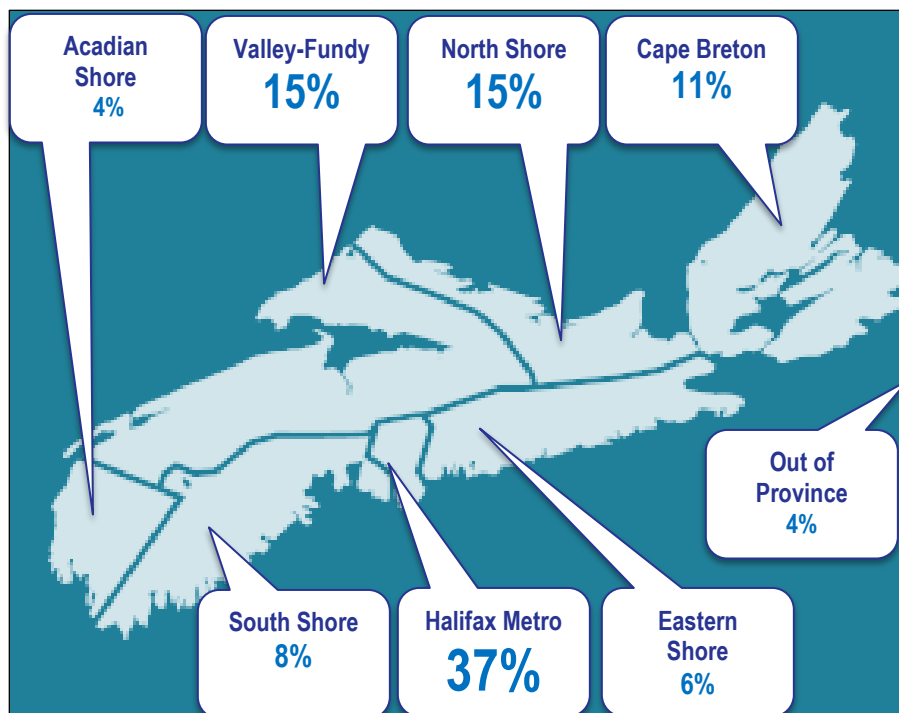 Acadian
Shore
4%
Valley-Fundy
15%
North Shore
15%
Cape Breton
11%
Out of
Province
4%
South Shore
8%
Halifax Metro
37%
Eastern
Shore
6%